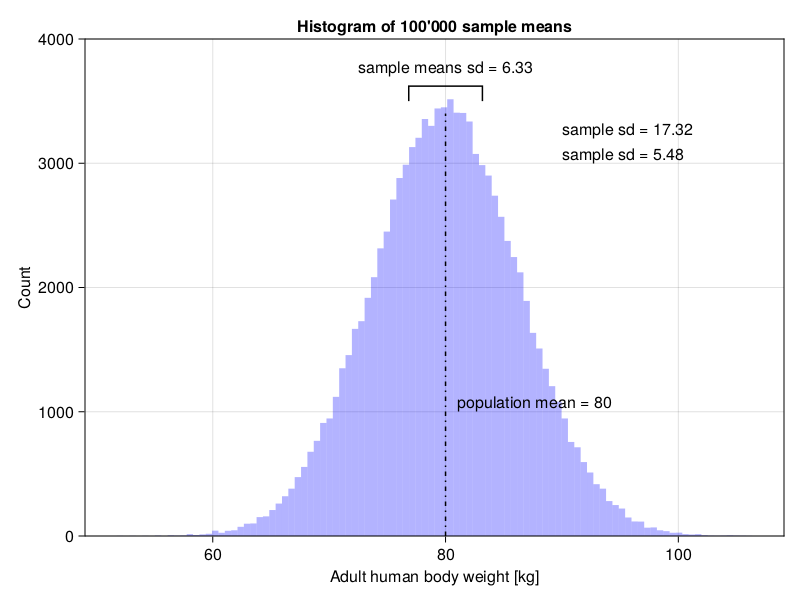 Histogram of 100'000 sample means
4000
sample means sd = 6.33
sample sd = 17.32
sample sd = 5.48
3000
2000
Count
population mean = 80
1000
0
60
80
100
Adult human body weight [kg]